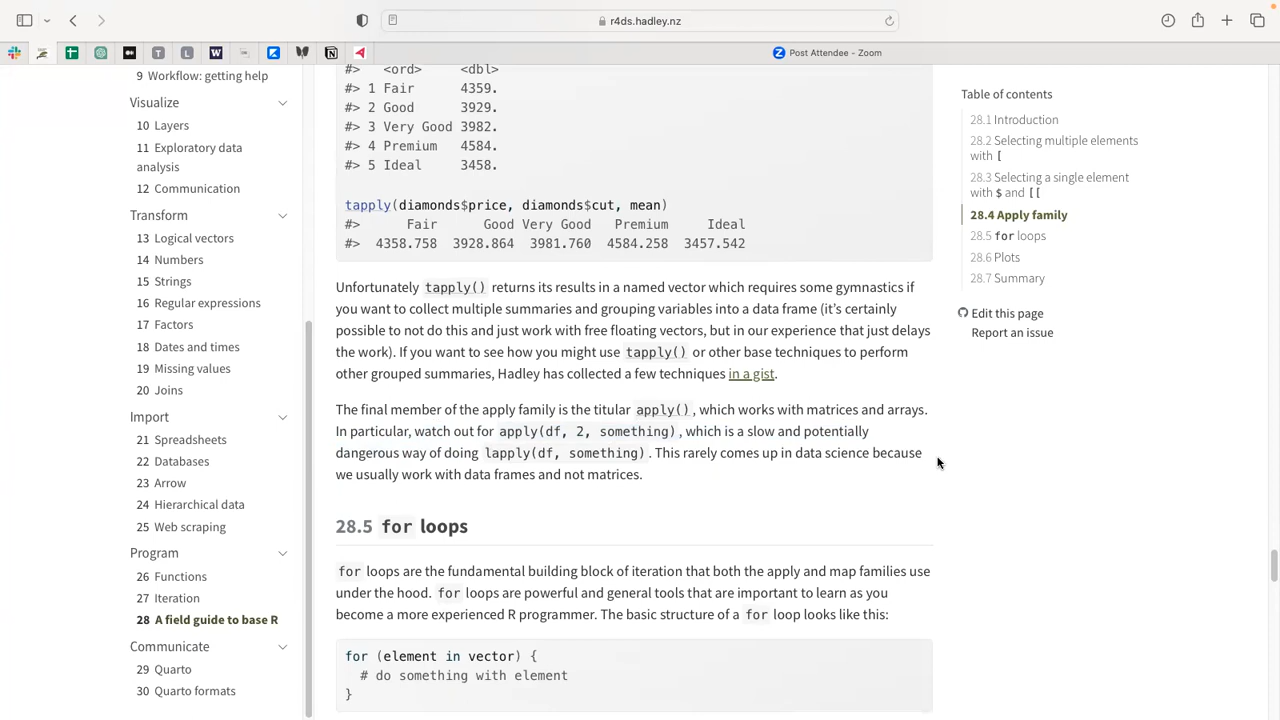 r4ds.hadley.nz
Post Attendee - Zoom
9 Workflow: getting help
Visualize
10 Layers
11 Exploratory data
analysis
12 Communication
Transform
13 Logical vectors
14 Numbers
15 Strings
16 Regular expressions
17 Factors
18 Dates and times
19 Missing values
20 Joins
Import
21 Spreadsheets
22 Databases
23 Arrow
24 Hierarchical data
25 Web scraping
Program
26 Functions
27 Iteration
28 A field guide to base R
Communicate
29 Quarto
30 Quarto formats
#>   <ord>     <dbl>
#> 1 Fair      4359.
#> 2 Good      3929.
#> 3 Very Good 3982.
#> 4 Premium   4584.
#> 5 Ideal     3458.
tapply(diamonds$price, diamonds$cut, mean)
#>      Fair      Good Very Good   Premium     Ideal
#>  4358.758  3928.864  3981.760  4584.258  3457.542
Unfortunately tapply() returns its results in a named vector which requires some gymnastics if
you want to collect multiple summaries and grouping variables into a data frame (it’s certainly
possible to not do this and just work with free floating vectors, but in our experience that just delays
the work). If you want to see how you might use tapply() or other base techniques to perform
other grouped summaries, Hadley has collected a few techniques in a gist.
The final member of the apply family is the titular apply(), which works with matrices and arrays.
In particular, watch out for apply(df, 2, something), which is a slow and potentially
dangerous way of doing lapply(df, something). This rarely comes up in data science because
we usually work with data frames and not matrices.
28.5 for loops
for loops are the fundamental building block of iteration that both the apply and map families use
under the hood. for loops are powerful and general tools that are important to learn as you
become a more experienced R programmer. The basic structure of a for loop looks like this:
for (element in vector) {
  # do something with element
}
Table of contents
28.1 Introduction
28.2 Selecting multiple elements
with [
28.3 Selecting a single element
with $ and [[
28.4 Apply family
28.5 for loops
28.6 Plots
28.7 Summary
Edit this page
Report an issue